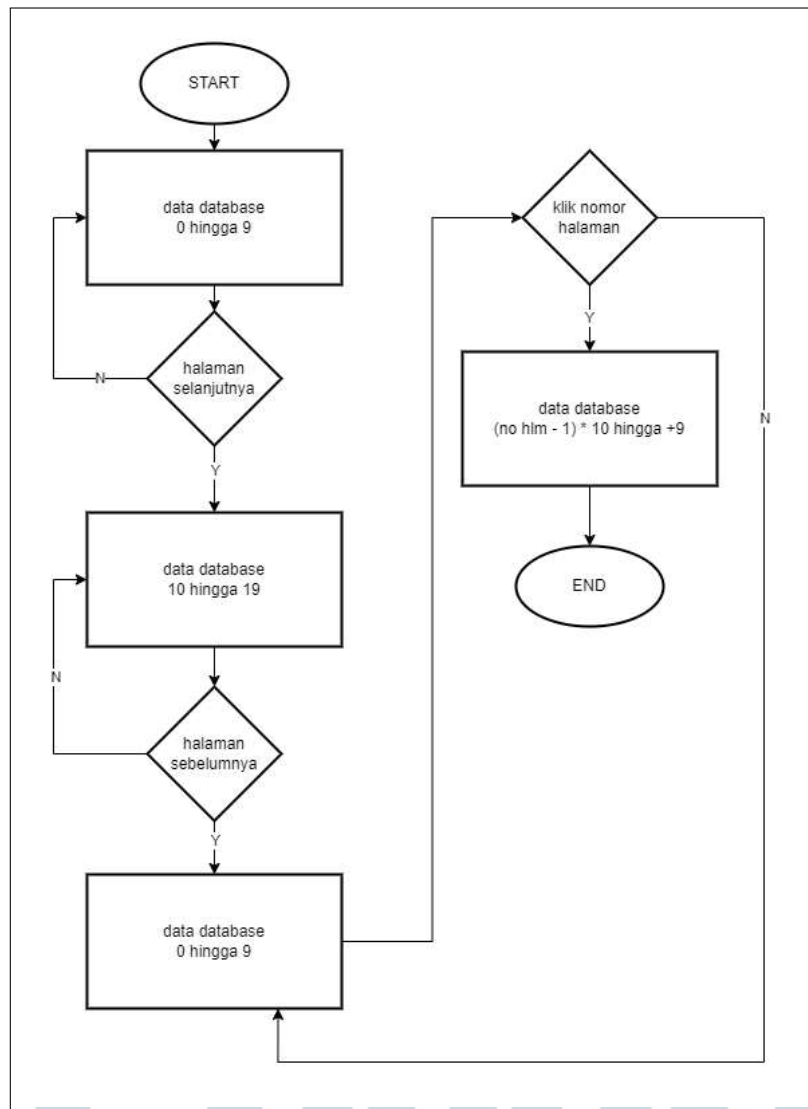 START
data database
0 hingga 9
halaman
selanjutnya
N
Y
data database
10 hingga 19
halaman
sebelumnya
N
Y
data database
0 hingga 9
klik nomor
halaman
Y
N
data database
(no hlm - 1) * 10 hingga +9
END